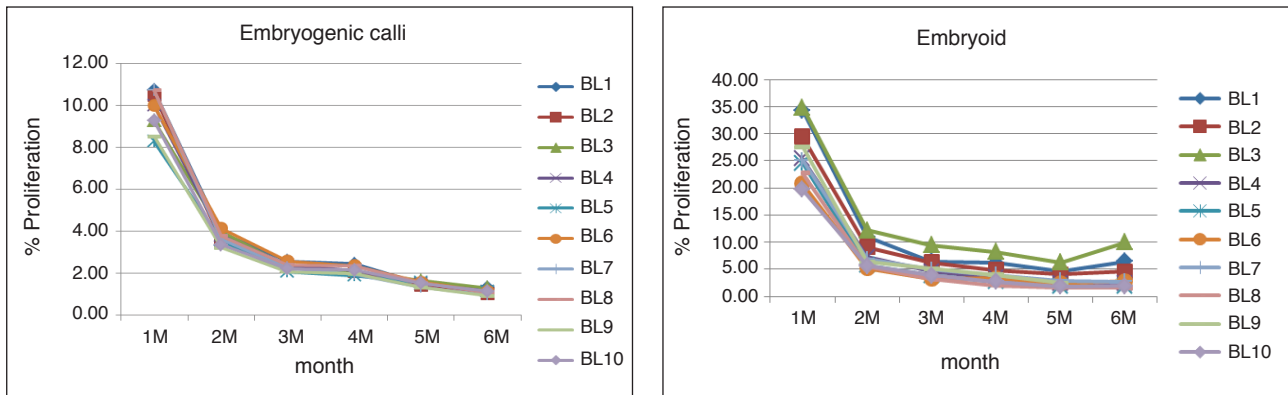 Embryogenic calli
% Proliferation
12.00
10.00
8.00
6.00
4.00
2.00
0.00
1M 2M 3M 4M 5M 6M
month
BL1
BL2
BL3
BL4
BL5
BL6
BL7
BL8
BL9
BL10
Embryoid
% Proliferation
40.00
35.00
30.00
25.00
20.00
15.00
10.00
5.00
0.00
1M 2M 3M 4M 5M 6M
month
BL1
BL2
BL3
BL4
BL5
BL6
BL7
BL8
BL9
BL10